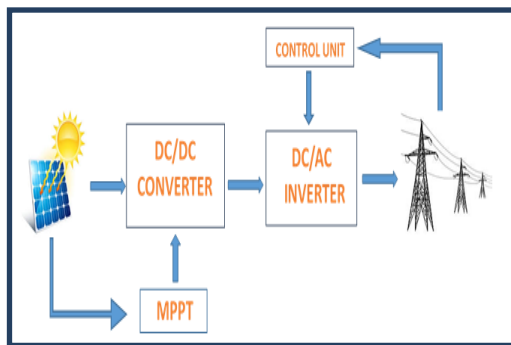 CONTROL UNIT
DC/DC
CONVERTER
DC/AC
INVERTER
MPPT